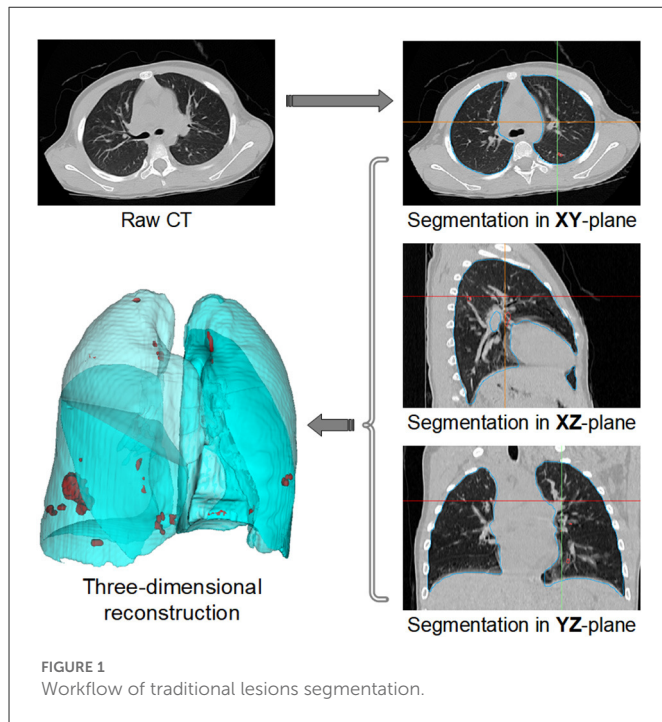 Raw CT
Segmentation in XY-plane
Segmentation in XZ-plane
Three-dimensional
reconstruction
Segmentation in YZ-plane
FIGURE 1
Workflow of traditional lesions segmentation.